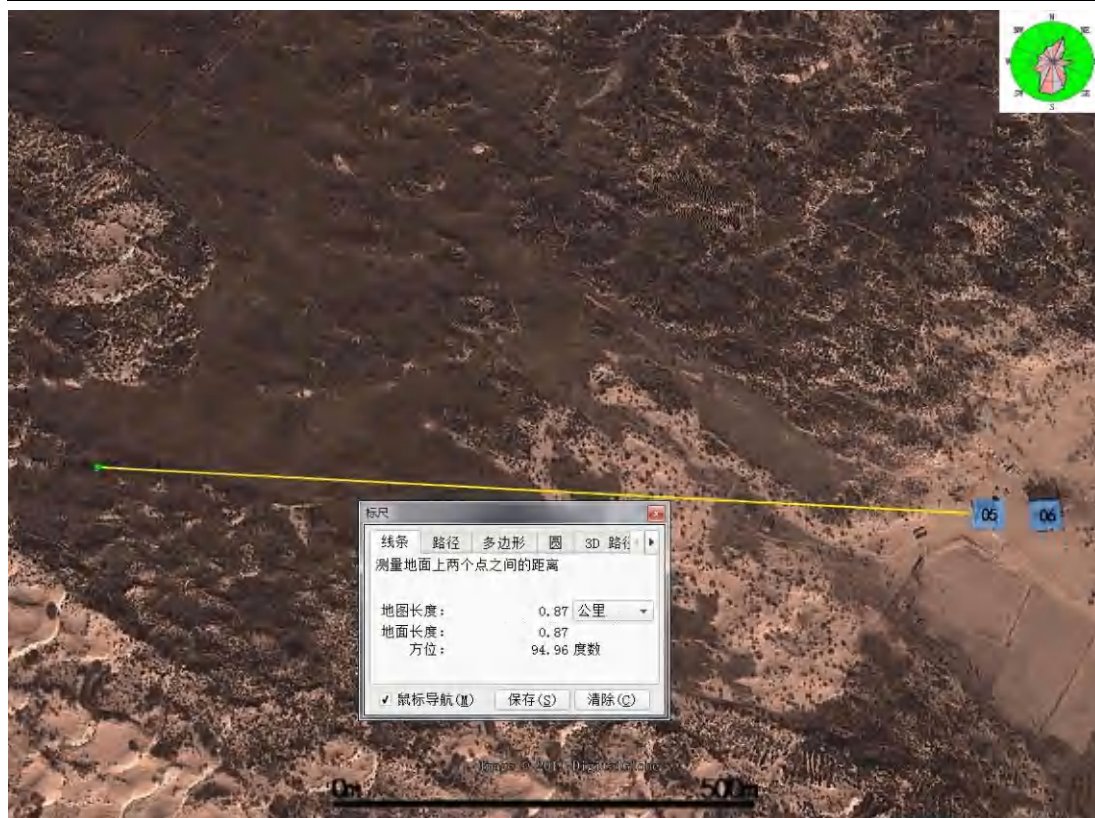 N
S
05
06
标尺
线条 路径 多边形 圆 3D 路径
测量地面上两个点之间的距离
地图长度： 0.87 公里
地面长度： 0.87
方位： 94.96 度数
鼠标导航(M) 保存(S) 清除(C)
0m 500m